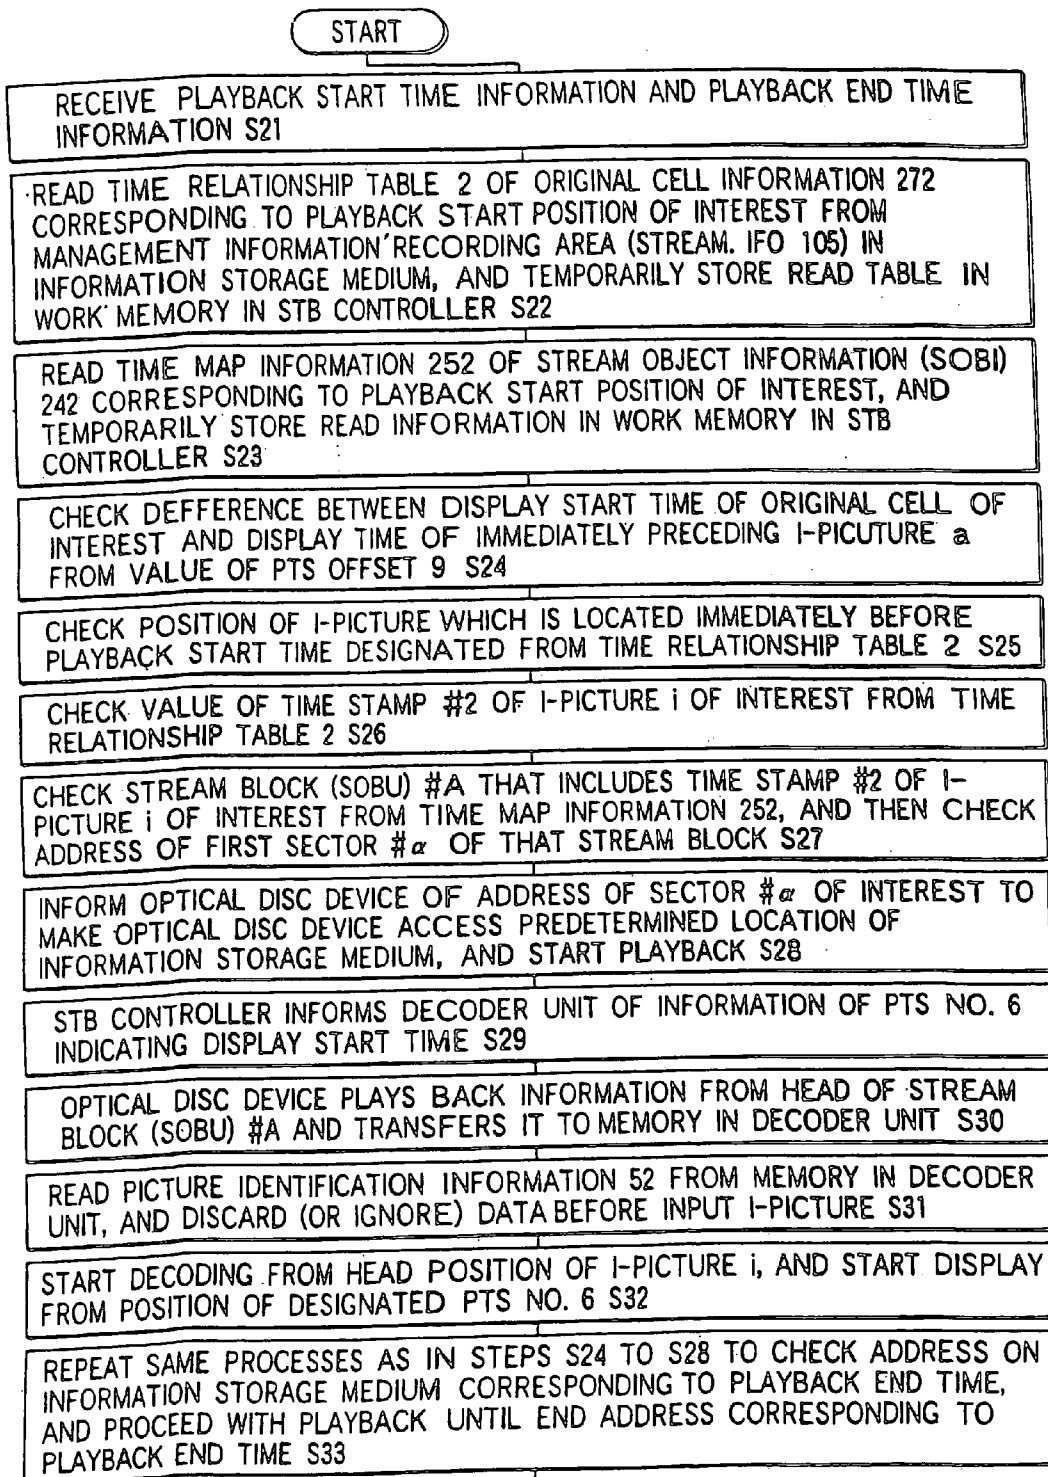 START
RECEIVE PLAYBACK START TIME INFORMATION AND PLAYBACK END TIME
INFORMATION S21
READ TIME RELATIONSHIP TABLE 2 OF ORIGINAL CELL INFORMATION 272
CORRESPONDING TO PLAYBACK START POSITION OF INTEREST FROM
MANAGEMENT INFORMATION RECORDING AREA (STREAM. IFO 105) IN
INFORMATION STORAGE MEDIUM, AND TEMPORARILY STORE READ TABLE IN
WORK MEMORY IN STB CONTROLLER S22
READ TIME MAP INFORMATION 252 OF STREAM OBJECT INFORMATION (SOBI)
242 CORRESPONDING TO PLAYBACK START POSITION OF INTEREST, AND
TEMPORARILY STORE READ INFORMATION IN WORK MEMORY IN STB
CONTROLLER S23
CHECK DEFFERENCE BETWEEN DISPLAY START TIME OF ORIGINAL CELL OF
INTEREST AND DISPLAY TIME OF IMMEDIATELY PRECEDING I-PICUTURE a
FROM VALUE OF PTS OFFSET 9 S24
CHECK POSITION OF I-PICTURE WHICH IS LOCATED IMMEDIATELY BEFORE
PLAYBACK START TIME DESIGNATED FROM TIME RELATIONSHIP TABLE 2 S25
CHECK VALUE OF TIME STAMP #2 OF I-PICTURE i OF INTEREST FROM TIME
RELATIONSHIP TABLE 2 S26
CHECK STREAM BLOCK (SOBU) #A THAT INCLUDES TIME STAMP #2 OF I-
PICTURE i OF INTEREST FROM TIME MAP INFORMATION 252, AND THEN CHECK
ADDRESS OF FIRST SECTOR #α OF THAT STREAM BLOCK S27
INFORM OPTICAL DISC DEVICE OF ADDRESS OF SECTOR #α OF INTEREST TO
MAKE OPTICAL DISC DEVICE ACCESS PREDETERMINED LOCATION OF
INFORMATION STORAGE MEDIUM, AND START PLAYBACK S28
STB CONTROLLER INFORMS DECODER UNIT OF INFORMATION OF PTS NO. 6
INDICATING DISPLAY START TIME S29
OPTICAL DISC DEVICE PLAYS BACK INFORMATION FROM HEAD OF STREAM
BLOCK (SOBU) #A AND TRANSFERS IT TO MEMORY IN DECODER UNIT S30
READ PICTURE IDENTIFICATION INFORMATION 52 FROM MEMORY IN DECODER
UNIT, AND DISCARD (OR IGNORE) DATA BEFORE INPUT I-PICTURE S31
START DECODING FROM HEAD POSITION OF I-PICTURE i, AND START DISPLAY
FROM POSITION OF DESIGNATED PTS NO. 6 S32
REPEAT SAME PROCESSES AS IN STEPS S24 TO S28 TO CHECK ADDRESS ON
INFORMATION STORAGE MEDIUM CORRESPONDING TO PLAYBACK END TIME,
AND PROCEED WITH PLAYBACK UNTIL END ADDRESS CORRESPONDING TO
PLAYBACK END TIME S33